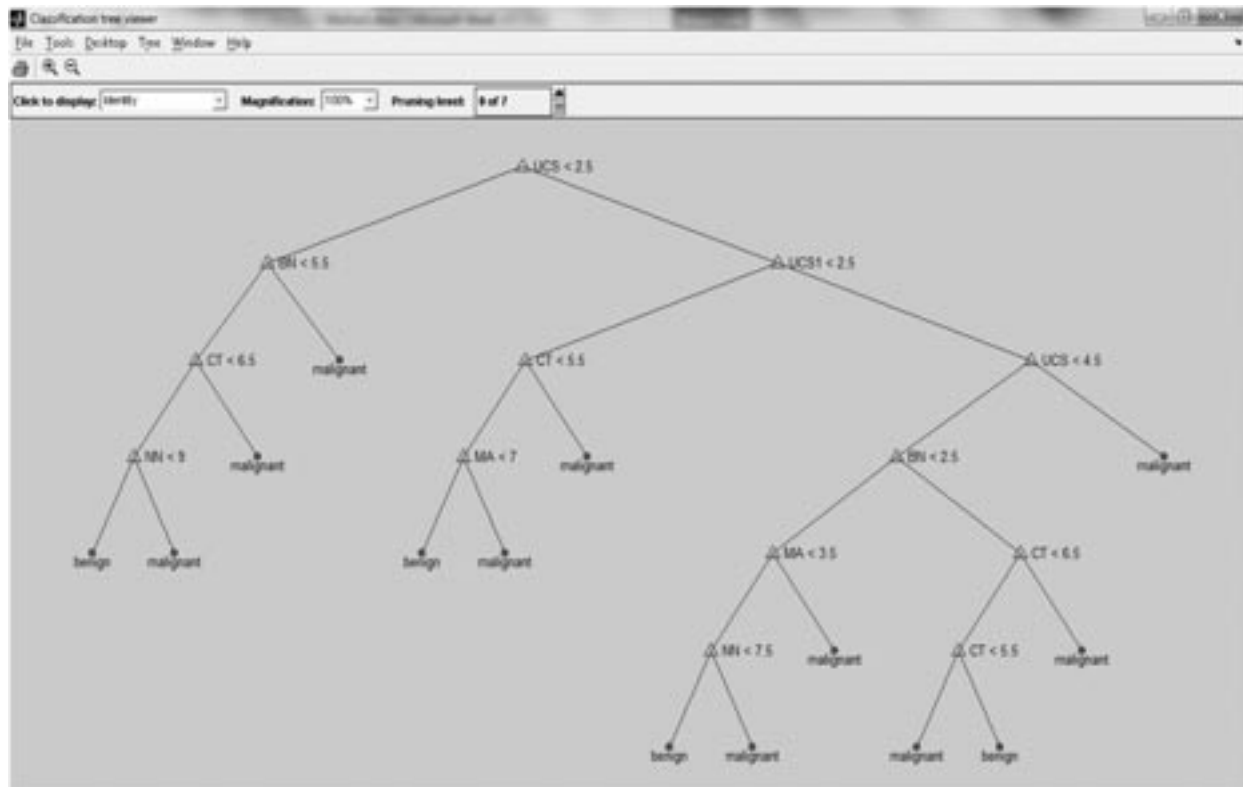 Classification tree viewer
File Tools Desktop Tree Window Help
Click to display: Identity Magnification: 100% Pruning level: 0 of 7
UCS < 2.5
BN < 5.5 UCS1 < 2.5
CT < 6.5 malignant CT < 5.5 UCS < 4.5
NN < 9 malignant MA < 7 malignant BN < 2.5 malignant
benign malignant benign malignant MA < 3.5 CT < 6.5
NN < 7.5 malignant CT < 5.5 malignant
benign malignant malignant benign